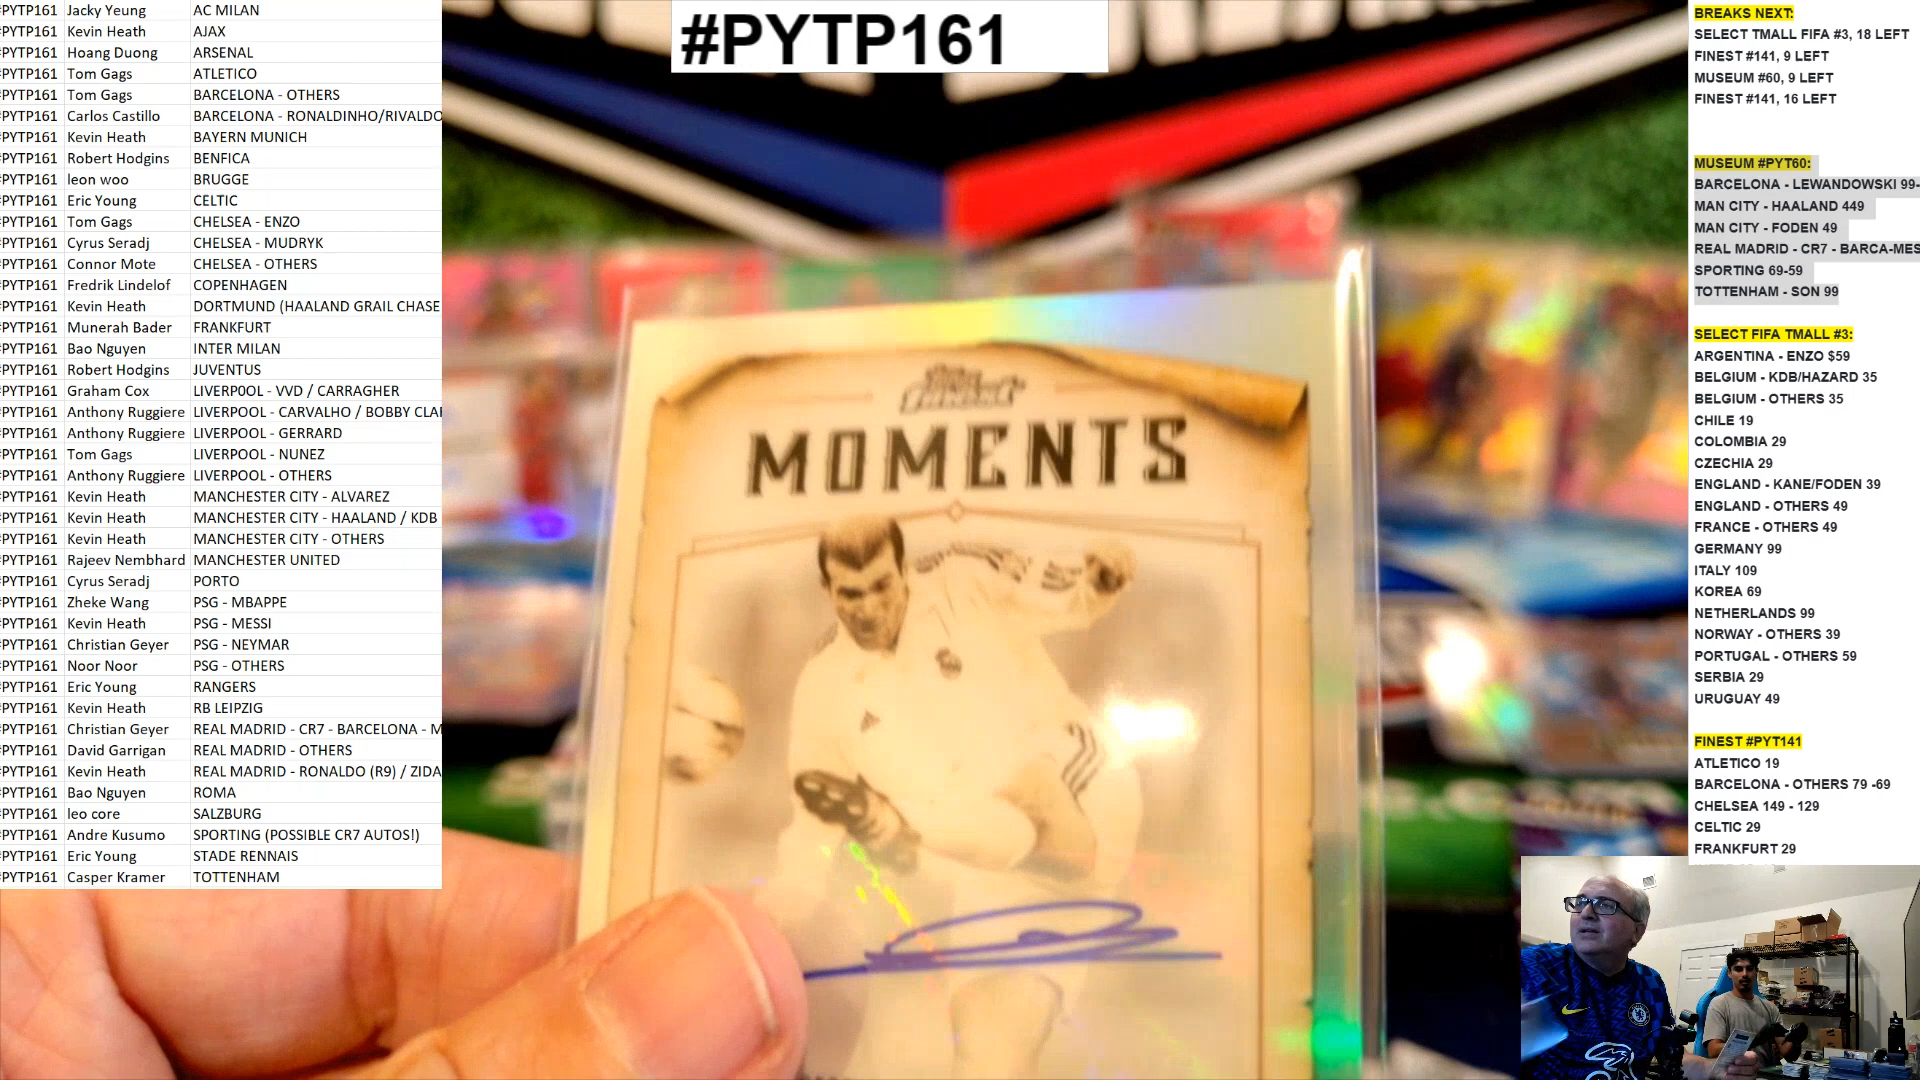 #PYTP161 Jacky Yeung AC MILAN
#PYTP161 Kevin Heath AJAX
#PYTP161 Hoang Duong ARSENAL
#PYTP161 Tom Gags ATLETICO
#PYTP161 Tom Gags BARCELONA - OTHERS
#PYTP161 Carlos Castillo BARCELONA - RONALDINHO/RIVALDO
#PYTP161 Kevin Heath BAYERN MUNICH
#PYTP161 Robert Hodgins BENFICA
#PYTP161 leon woo BRUGGE
#PYTP161 Eric Young CELTIC
#PYTP161 Tom Gags CHELSEA - ENZO
#PYTP161 Cyrus Seradj CHELSEA - MUDRYK
#PYTP161 Connor Mote CHELSEA - OTHERS
#PYTP161 Fredrik Lindelof COPENHAGEN
#PYTP161 Kevin Heath DORTMUND (HAALAND GRAIL CHASE
#PYTP161 Munerah Bader FRANKFURT
#PYTP161 Bao Nguyen INTER MILAN
#PYTP161 Robert Hodgins JUVENTUS
#PYTP161 Graham Cox LIVERP0OL - VVD / CARRAGHER
#PYTP161 Anthony Ruggiere LIVERPOOL - CARVALHO / BOBBY CLAR
#PYTP161 Anthony Ruggiere LIVERPOOL - GERRARD
#PYTP161 Tom Gags LIVERPOOL - NUNEZ
#PYTP161 Anthony Ruggiere LIVERPOOL - OTHERS
#PYTP161 Kevin Heath MANCHESTER CITY - ALVAREZ
#PYTP161 Kevin Heath MANCHESTER CITY - HAALAND / KDB
#PYTP161 Kevin Heath MANCHESTER CITY - OTHERS
#PYTP161 Rajeev Nembhard MANCHESTER UNITED
#PYTP161 Cyrus Seradj PORTO
#PYTP161 Zheke Wang PSG - MBAPPE
#PYTP161 Kevin Heath PSG - MESSI
#PYTP161 Christian Geyer PSG - NEYMAR
#PYTP161 Noor Noor PSG - OTHERS
#PYTP161 Eric Young RANGERS
#PYTP161 Kevin Heath RB LEIPZIG
#PYTP161 Christian Geyer REAL MADRID - CR7 - BARCELONA - M
#PYTP161 David Garrigan REAL MADRID - OTHERS
#PYTP161 Kevin Heath REAL MADRID - RONALDO (R9) / ZIDA
#PYTP161 Bao Nguyen ROMA
#PYTP161 leo core SALZBURG
#PYTP161 Andre Kusumo SPORTING (POSSIBLE CR7 AUTOS!)
#PYTP161 Eric Young STADE RENNAIS
#PYTP161 Casper Kramer TOTTENHAM
#PYTP161
MOMENTS
BREAKS NEXT:
SELECT TMALL FIFA #3, 18 LEFT
FINEST #141, 9 LEFT
MUSEUM #60, 9 LEFT
FINEST #141, 16 LEFT
MUSEUM #PYT60:
BARCELONA - LEWANDOWSKI 99-
MAN CITY - HAALAND 449
MAN CITY - FODEN 49
REAL MADRID - CR7 - BARCA-MES
SPORTING 69-59
TOTTENHAM - SON 99
SELECT FIFA TMALL #3:
ARGENTINA - ENZO $59
BELGIUM - KDB/HAZARD 35
BELGIUM - OTHERS 35
CHILE 19
COLOMBIA 29
CZECHIA 29
ENGLAND - KANE/FODEN 39
ENGLAND - OTHERS 49
FRANCE - OTHERS 49
GERMANY 99
ITALY 109
KOREA 69
NETHERLANDS 99
NORWAY - OTHERS 39
PORTUGAL - OTHERS 59
SERBIA 29
URUGUAY 49
FINEST #PYT141
ATLETICO 19
BARCELONA - OTHERS 79 -69
CHELSEA 149 - 129
CELTIC 29
FRANKFURT 29